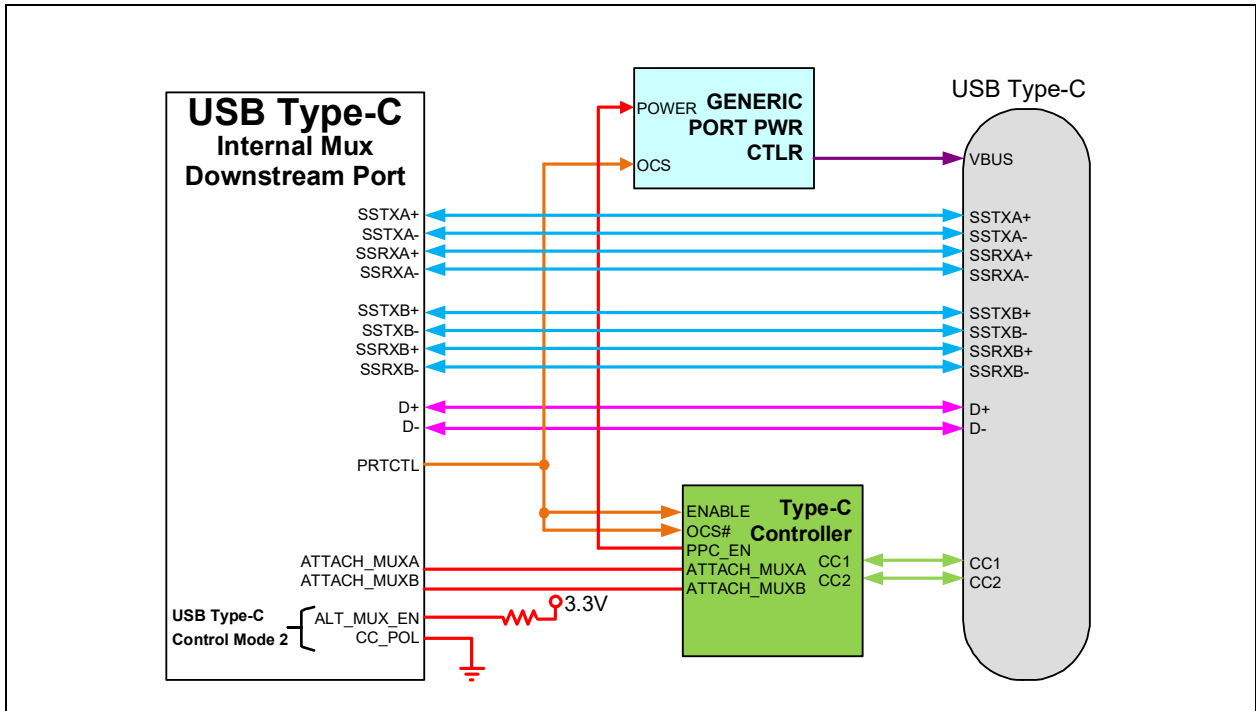 USB Type-C
Internal Mux
Downstream Port
SSTXA+
SSTXA-
SSRXA+
SSRXA-
SSTXB+
SSTXB-
SSRXB+
SSRXB-
D+
D-
PRTCTL
ATTACH_MUXA
ATTACH_MUXB
USB Type-C
Control Mode 2
ALT_MUX_EN
CC_POL
3.3V
POWER
OCS
GENERIC
PORT PWR
CTLR
ENABLE
OCS#
PPC_EN
ATTACH_MUXA
ATTACH_MUXB
Type-C
Controller
CC1
CC2
USB Type-C
VBUS
SSTXA+
SSTXA-
SSRXA+
SSRXA-
SSTXB+
SSTXB-
SSRXB+
SSRXB-
D+
D-
CC1
CC2